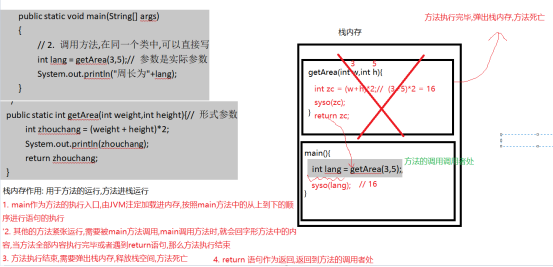 public static void main(String[] args)
{
// 2. 调用方法,在同一个类中,可以直接写
int lang = getArea(3,5);// 参数是实际参数
System.out.println("周长为"+lang);
}
public static int getArea(int weight,int height){// 形式参数
int zhouchang = (weight + height)*2;
System.out.println(zhouchang);
return zhouchang;
}
栈内存作用: 用于方法的运行,方法进栈运行
1. main作为方法的执行入口,由JVM注定加载进内存,按照main方法中的从上到下的顺
序进行语句的执行
'2. 其他的方法紧张运行,需要被main方法调用,main调用方法时,就会回字形方法中的内
容,当方法全部内容执行完毕或者遇到return语句,那么方法执行结束
3. 方法执行结束,需要弹出栈内存,释放栈空间,方法死亡
4. return 语句作为返回,返回到方法的调用者处
栈内存
方法执行完毕,弹出栈内存,方法死亡
3 5
getArea(int w,int h){
int zc = (w+h)*2;// (3+5)*2 = 16
syso(zc);
return zc;
}
main(){
方法的调用调用者处
int lang = getArea(3,5);
syso(lang); // 16
}